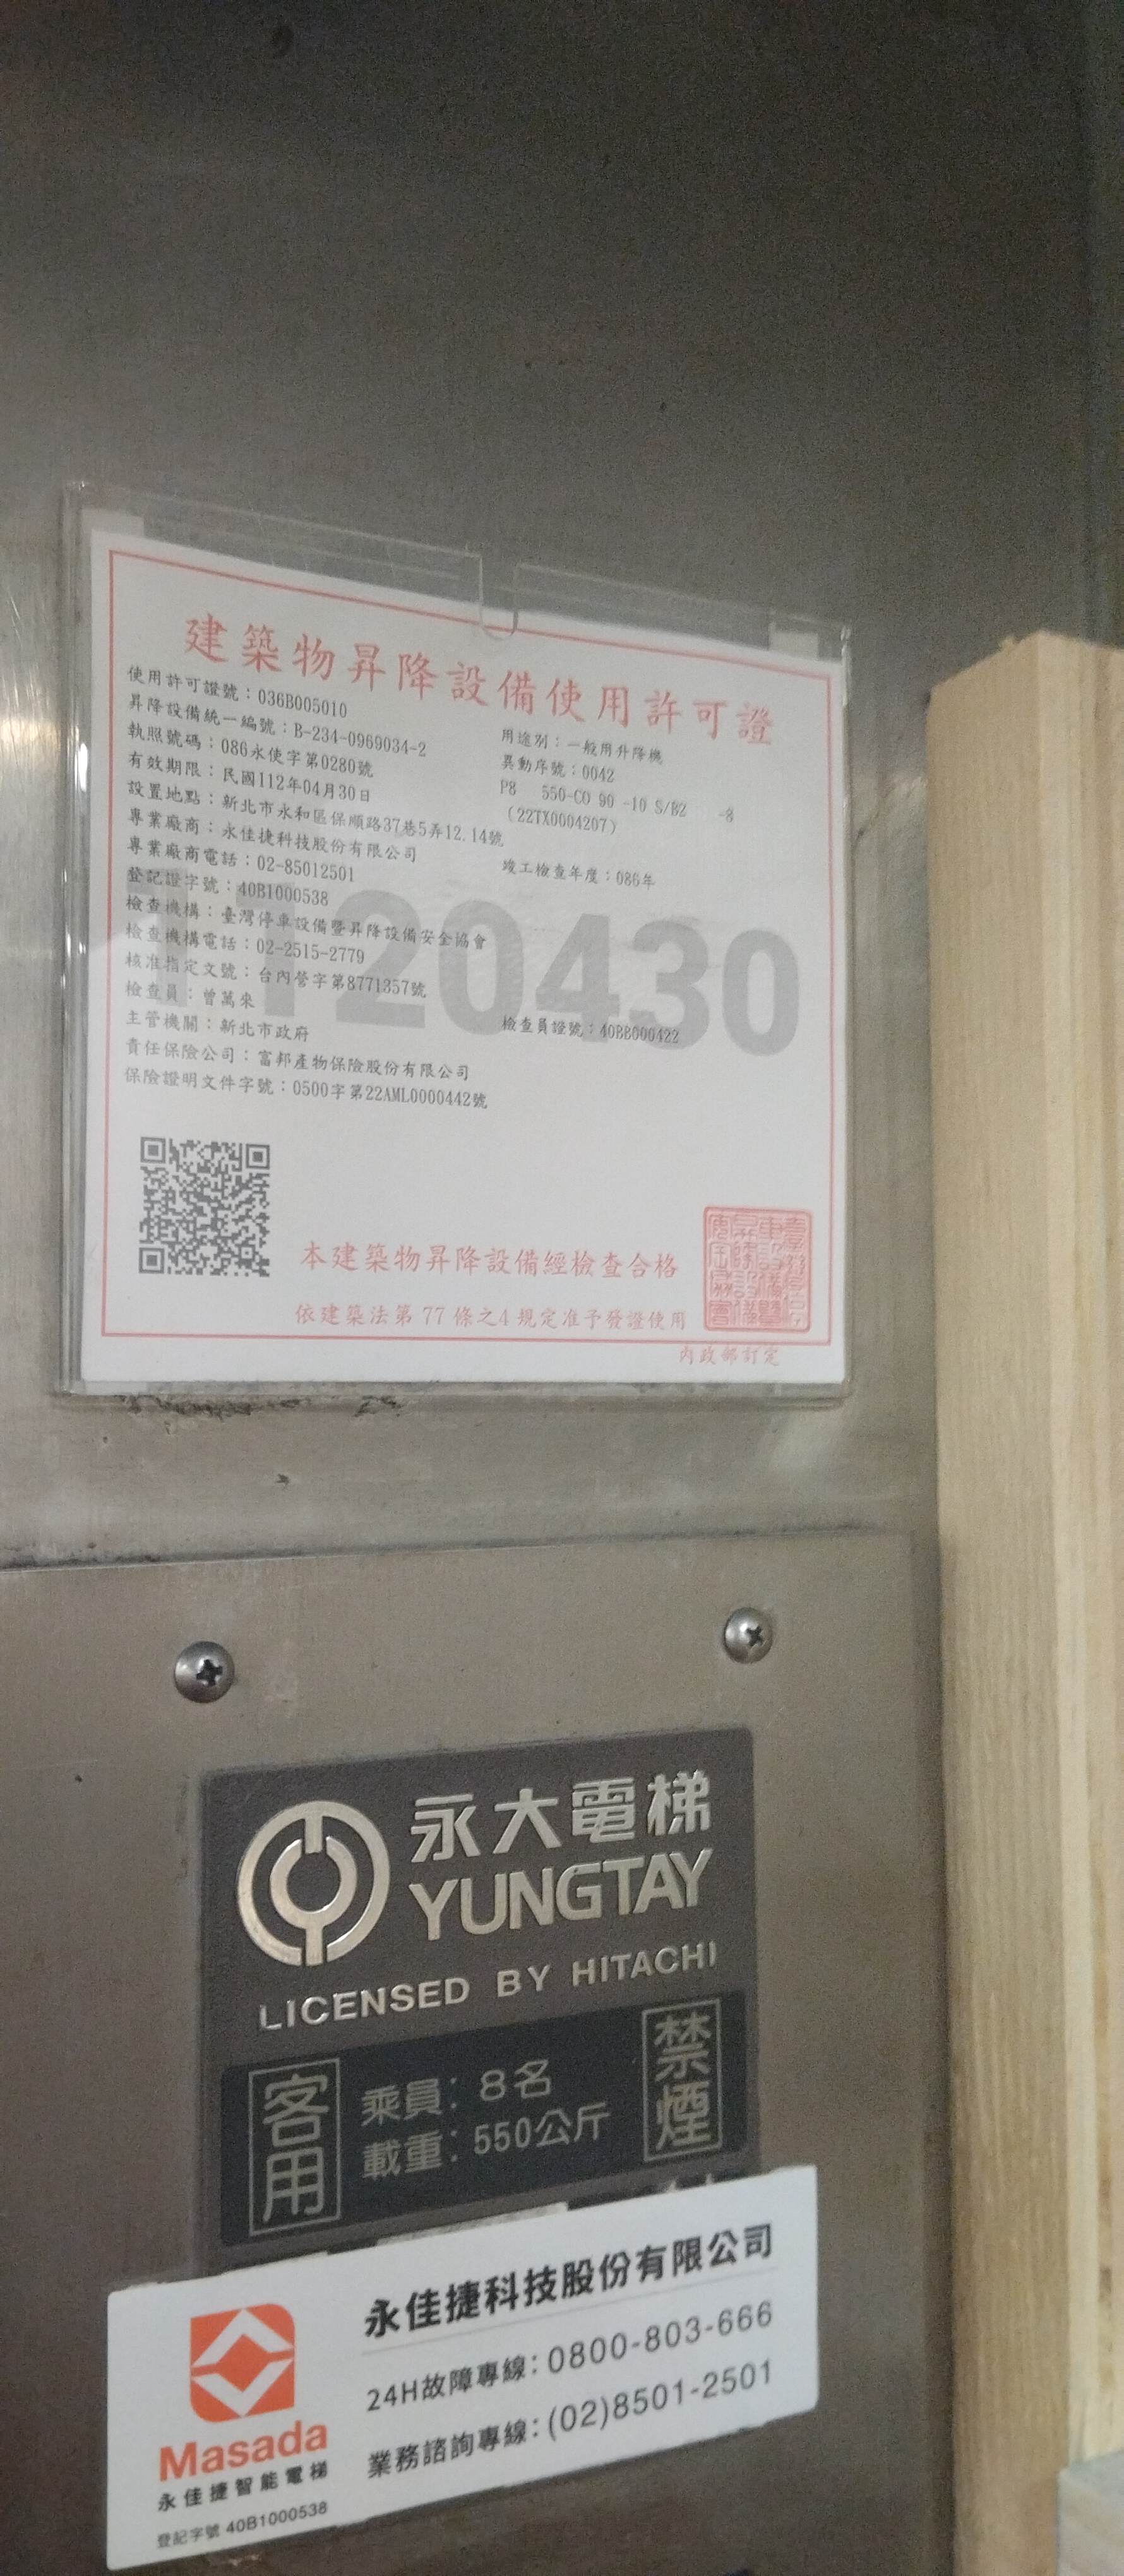 建築物昇降設備使用許可證
使用許可證號：036B005010
昇降設備統一編號：B-234-0969034-2
用途別：一般用升降機
執照號碼：086永使字第0280號
異動序號：0042
有效期限：民國112年04月30日
P8 550-CO 90 -10 S/B2 -8
設置地點：新北市永和區保順路37巷5弄12.14號
(22TX0004207)
專業廠商：永佳捷科技股份有限公司
專業廠商電話：02-85012501
竣工檢查年度：086年
登記證字號：40B1000538
檢查機構：臺灣停車設備暨昇降設備安全協會
檢查機構電話：02-2515-2779
核准指定文號：台內營字第8771357號
檢查員：曾萬來
檢查員證號：40BB000422
主管機關：新北市政府
責任保險公司：富邦產物保險股份有限公司
保險證明文件字號：0500字第22AML0000442號
1120430
本建築物昇降設備經檢查合格
依建築法第77條之4規定准予發證使用
內政部訂定
永大電梯
YUNGTAY
LICENSED BY HITACHI
客用
乘員：8名
載重：550公斤
禁煙
永佳捷科技股份有限公司
24H故障專線：0800-803-666
業務諮詢專線：(02)8501-2501
Masada
永佳捷智能電梯
登記字號 40B1000538